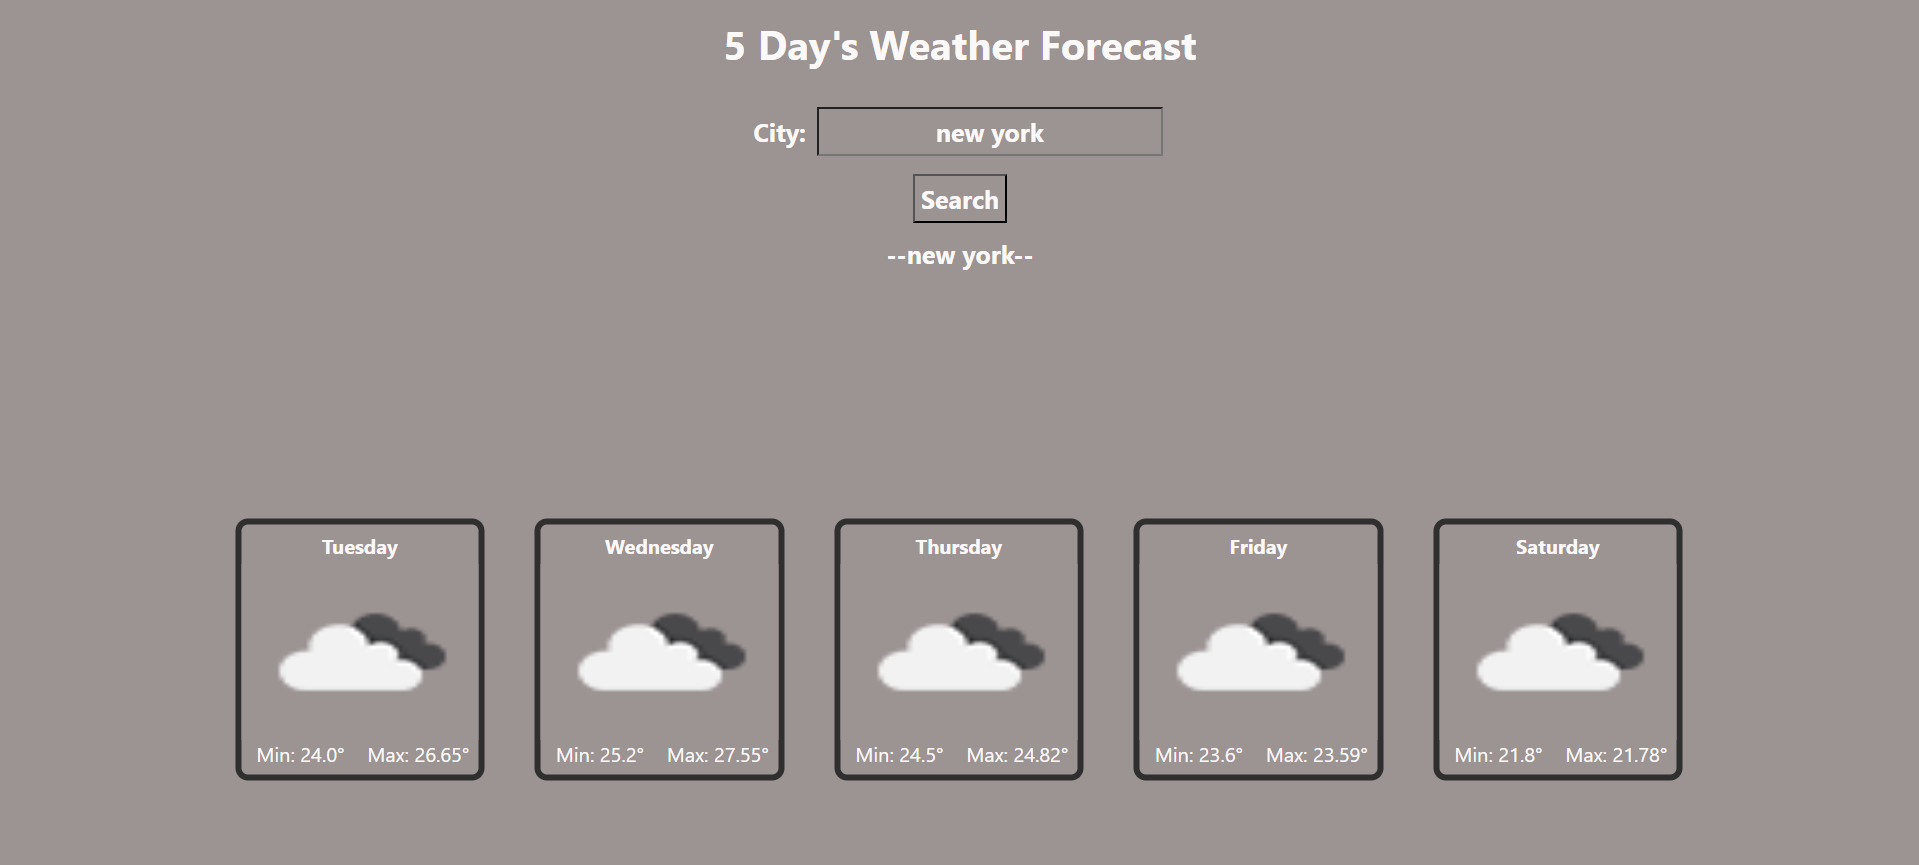 5 Day's Weather Forecast
City: new york
Search
--new york--
Tuesday
Min: 24.0° Max: 26.65°
Wednesday
Min: 25.2° Max: 27.55°
Thursday
Min: 24.5° Max: 24.82°
Friday
Min: 23.6° Max: 23.59°
Saturday
Min: 21.8° Max: 21.78°